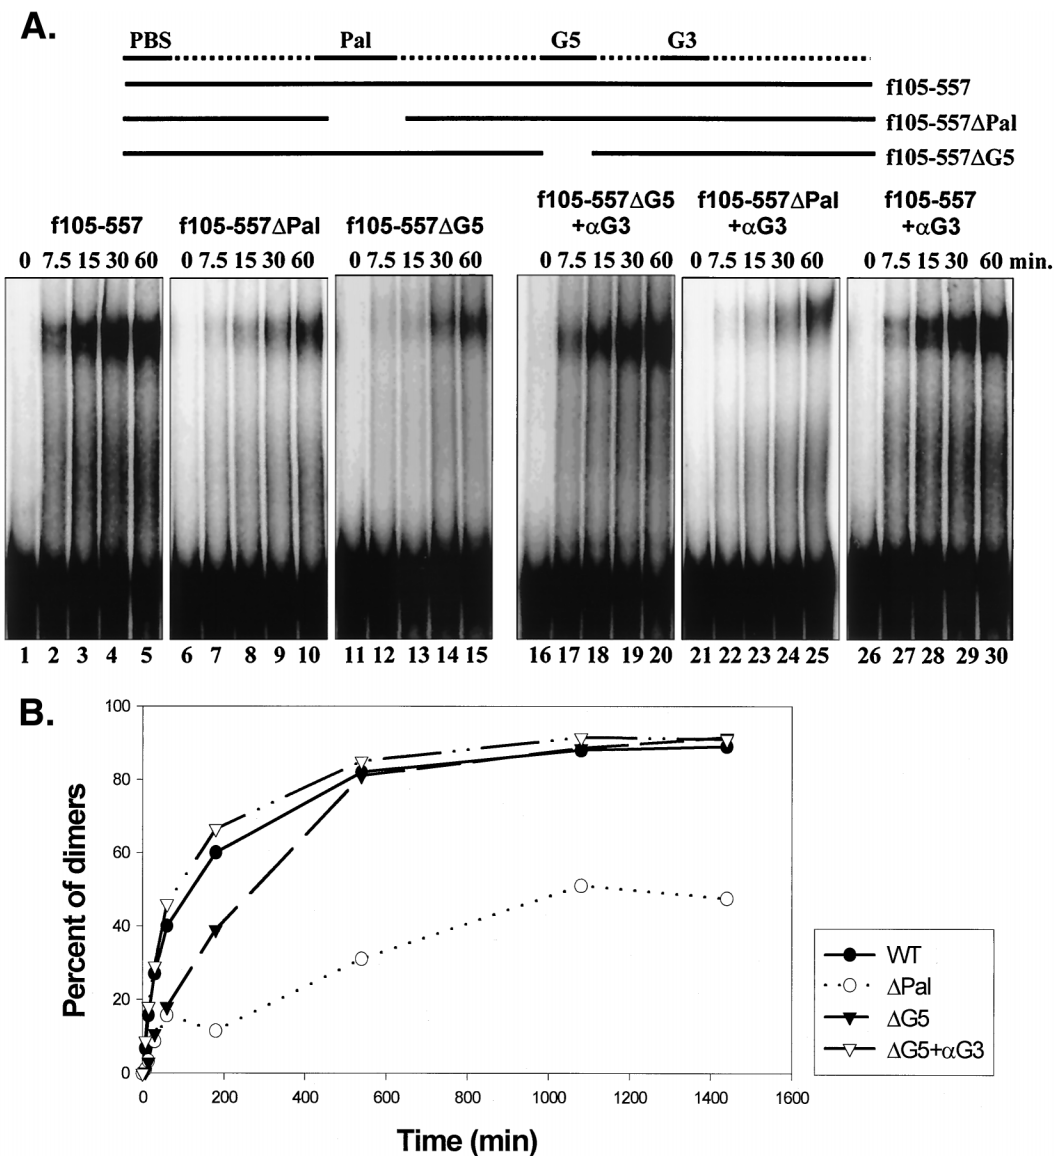 A.
PBS Pal G5 G3
f105-557
f105-557ΔPal
f105-557ΔG5
f105-557 f105-557ΔPal f105-557ΔG5 f105-557ΔG5 +αG3 f105-557ΔPal +αG3 f105-557 +αG3
0 7.5 15 30 60 0 7.5 15 30 60 0 7.5 15 30 60 0 7.5 15 30 60 0 7.5 15 30 60 0 7.5 15 30 60 min.
1 2 3 4 5 6 7 8 9 10 11 12 13 14 15 16 17 18 19 20 21 22 23 24 25 26 27 28 29 30
B.
Percent of dimers
100
80
60
40
20
0
0 200 400 600 800 1000 1200 1400 1600
Time (min)
WT
ΔPal
ΔG5
ΔG5+αG3